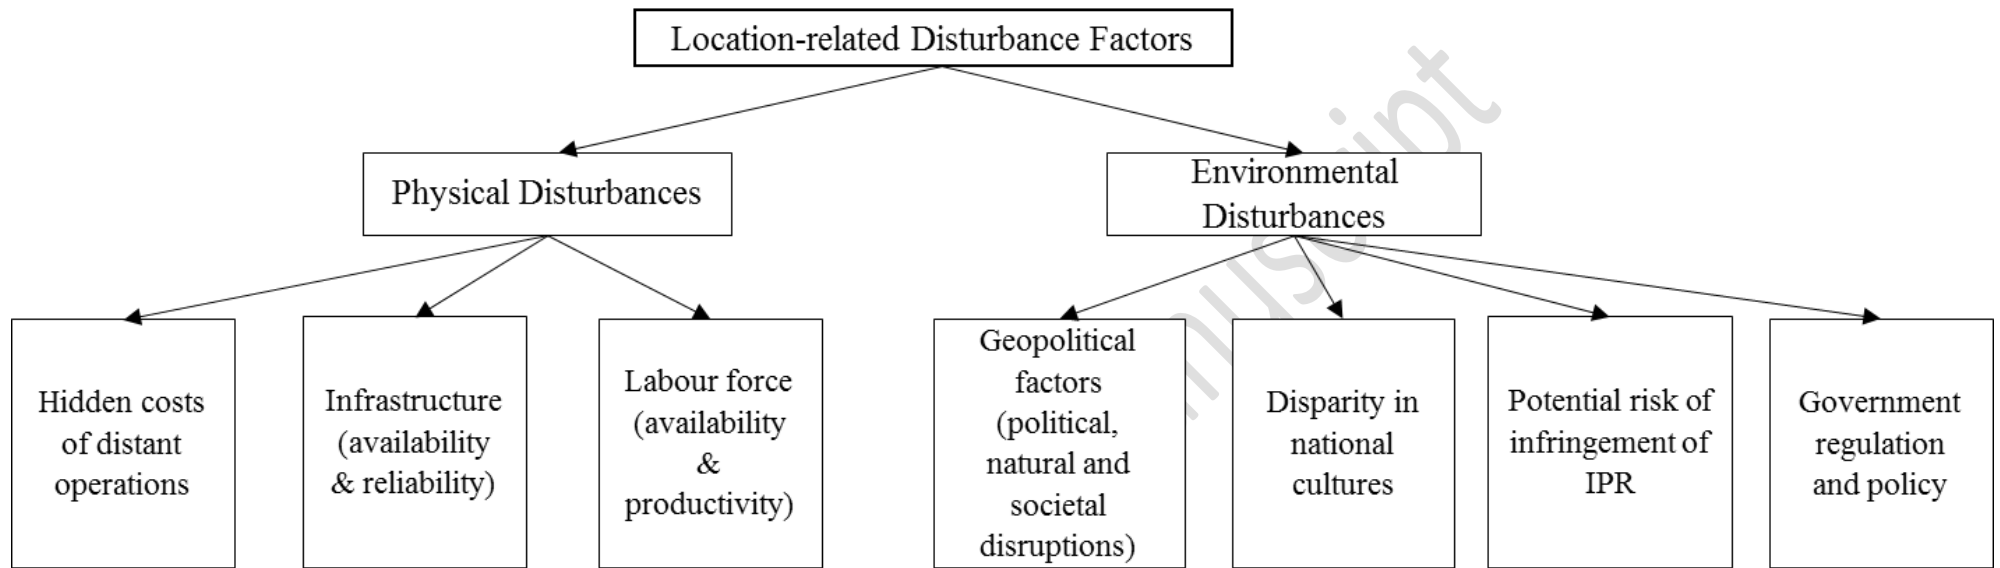 Location-related Disturbance Factors
Physical Disturbances
Environmental
Disturbances
Hidden costs
of distant
operations
Infrastructure
(availability
& reliability)
Labour force
(availability
&
productivity)
Geopolitical
factors
(political,
natural and
societal
disruptions)
Disparity in
national
cultures
Potential risk of
infringement of
IPR
Government
regulation
and policy